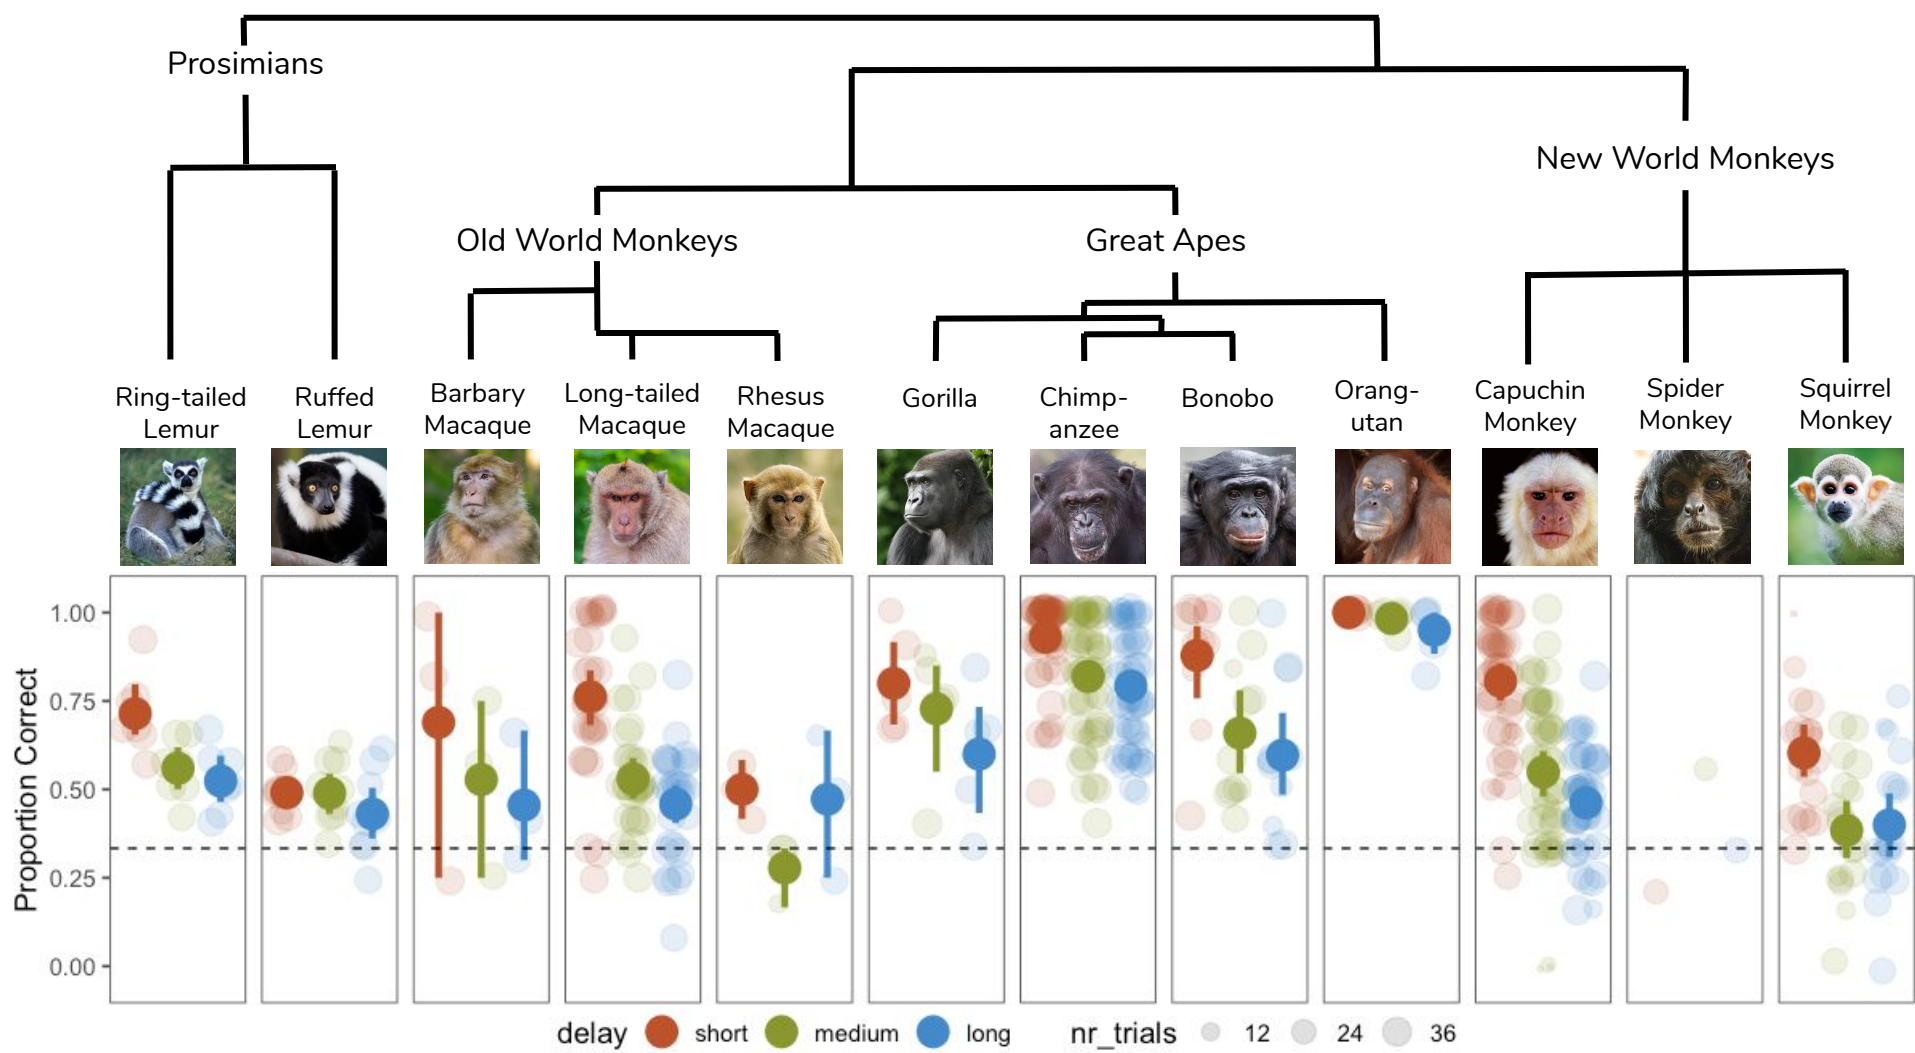 Prosimians
New World Monkeys
Old World Monkeys
Great Apes
Ring-tailed
Lemur
Ruffed
Lemur
Barbary
Macaque
Long-tailed
Macaque
Rhesus
Macaque
Gorilla
Chimp-
anzee
Bonobo
Orang-
utan
Capuchin
Monkey
Spider
Monkey
Squirrel
Monkey
Proportion Correct
1.00
0.75
0.50
0.25
0.00
delay short medium long nr_trials 12 24 36